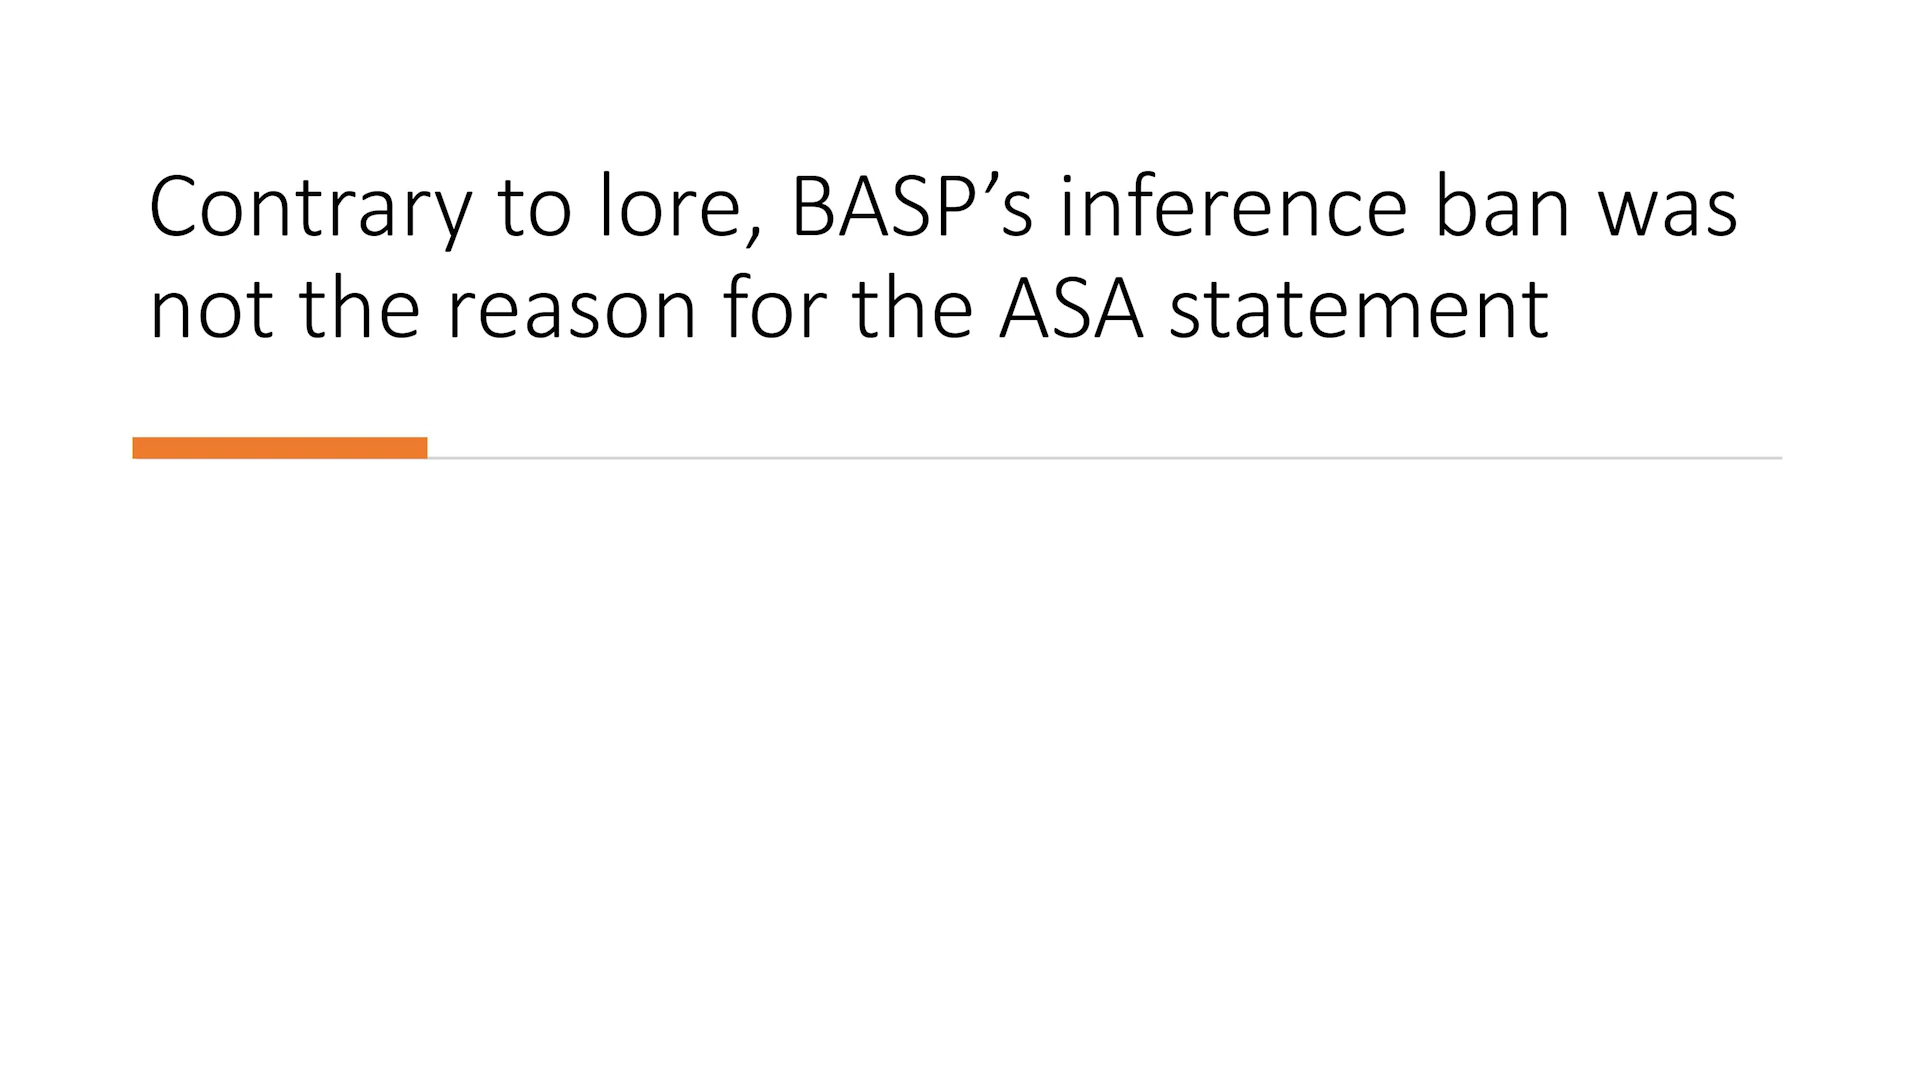 Contrary to lore, BASP’s inference ban was
not the reason for the ASA statement